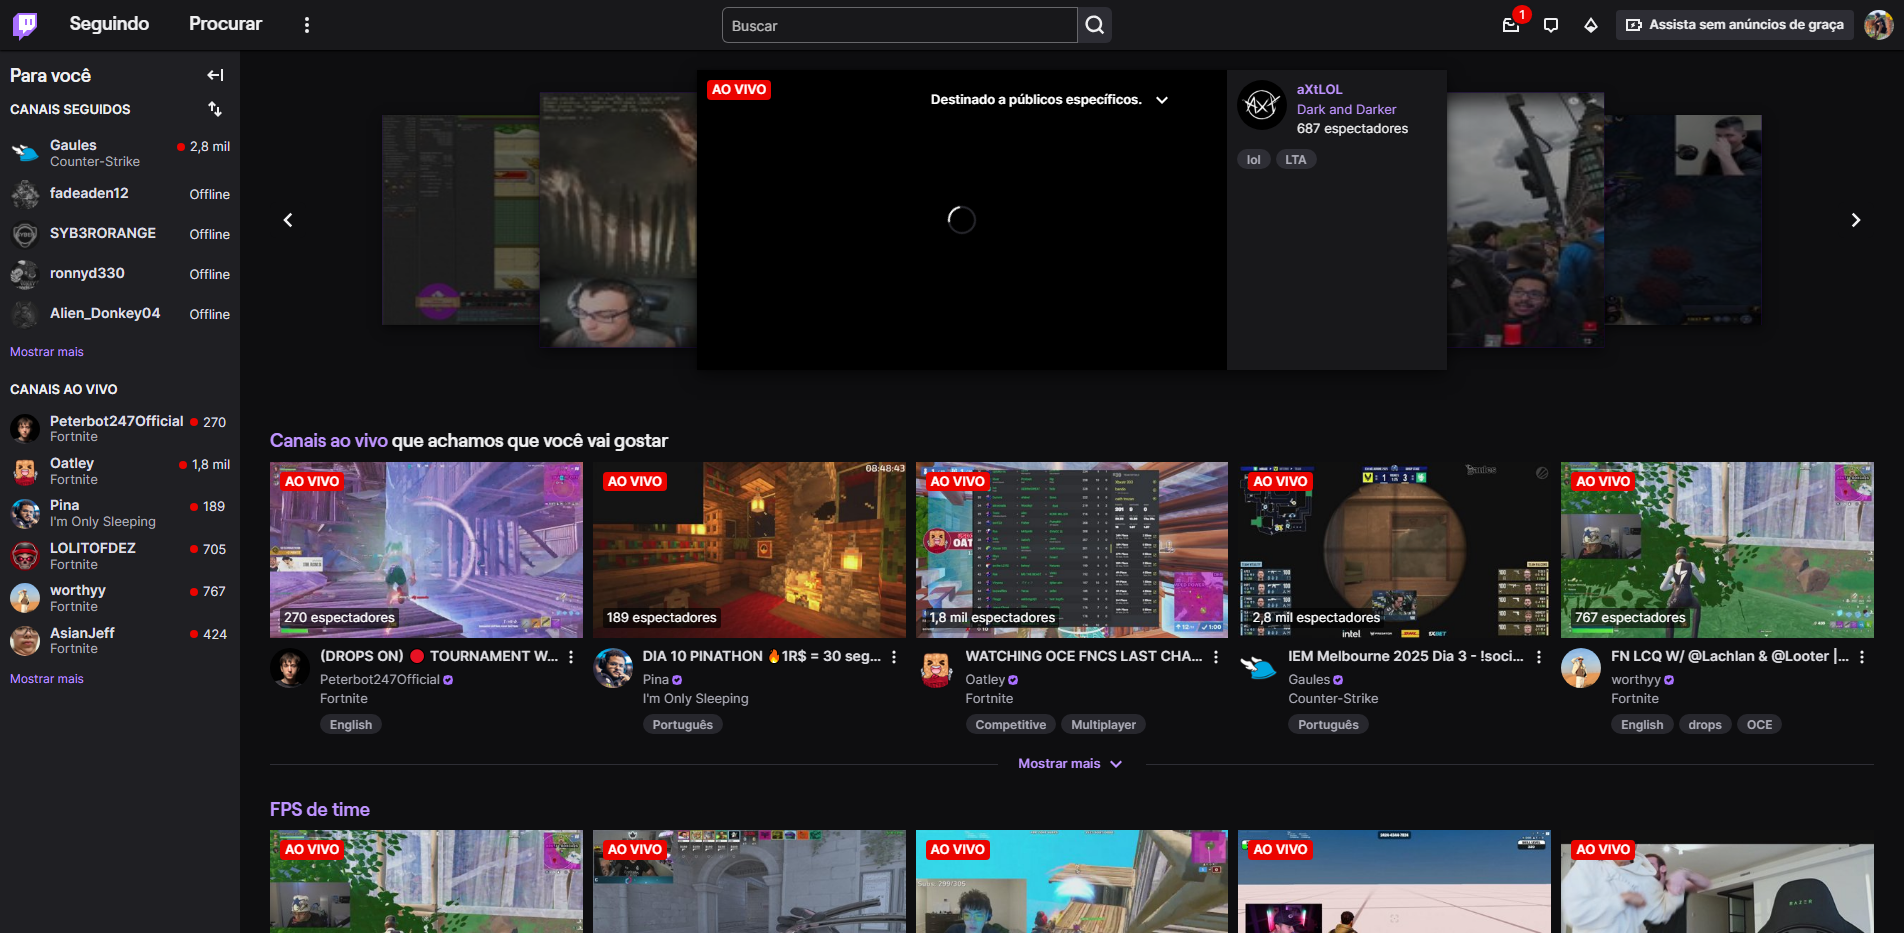 Seguindo
Procurar
Buscar
1
Assista sem anúncios de graça
Para você
CANAIS SEGUIDOS
Gaules
2,8 mil
Counter-Strike
fadeaden12
Offline
SYB3RORANGE
Offline
ronnyd330
Offline
Alien_Donkey04
Offline
Mostrar mais
CANAIS AO VIVO
Peterbot247Official
270
Fortnite
Oatley
1,8 mil
Fortnite
Pina
189
I'm Only Sleeping
LOLITOFDEZ
705
Fortnite
worthyy
767
Fortnite
AsianJeff
424
Fortnite
Mostrar mais
AO VIVO
Destinado a públicos específicos.
aXtLOL
Dark and Darker
687 espectadores
lol
LTA
Canais ao vivo que achamos que você vai gostar
AO VIVO
270 espectadores
(DROPS ON) 🔴 TOURNAMENT W...
Peterbot247Official
Fortnite
English
AO VIVO
08:48:43
189 espectadores
DIA 10 PINATHON 🔥1R$ = 30 seg...
Pina
I'm Only Sleeping
Português
AO VIVO
1,8 mil espectadores
WATCHING OCE FNCS LAST CHA...
Oatley
Fortnite
Competitive
Multiplayer
AO VIVO
2,8 mil espectadores
intel
IEM Melbourne 2025 Dia 3 - !soci...
Gaules
Counter-Strike
Português
AO VIVO
767 espectadores
FN LCQ W/ @Lachlan & @Looter |...
worthyy
Fortnite
English
drops
OCE
Mostrar mais
FPS de time
AO VIVO
AO VIVO
AO VIVO
AO VIVO
AO VIVO